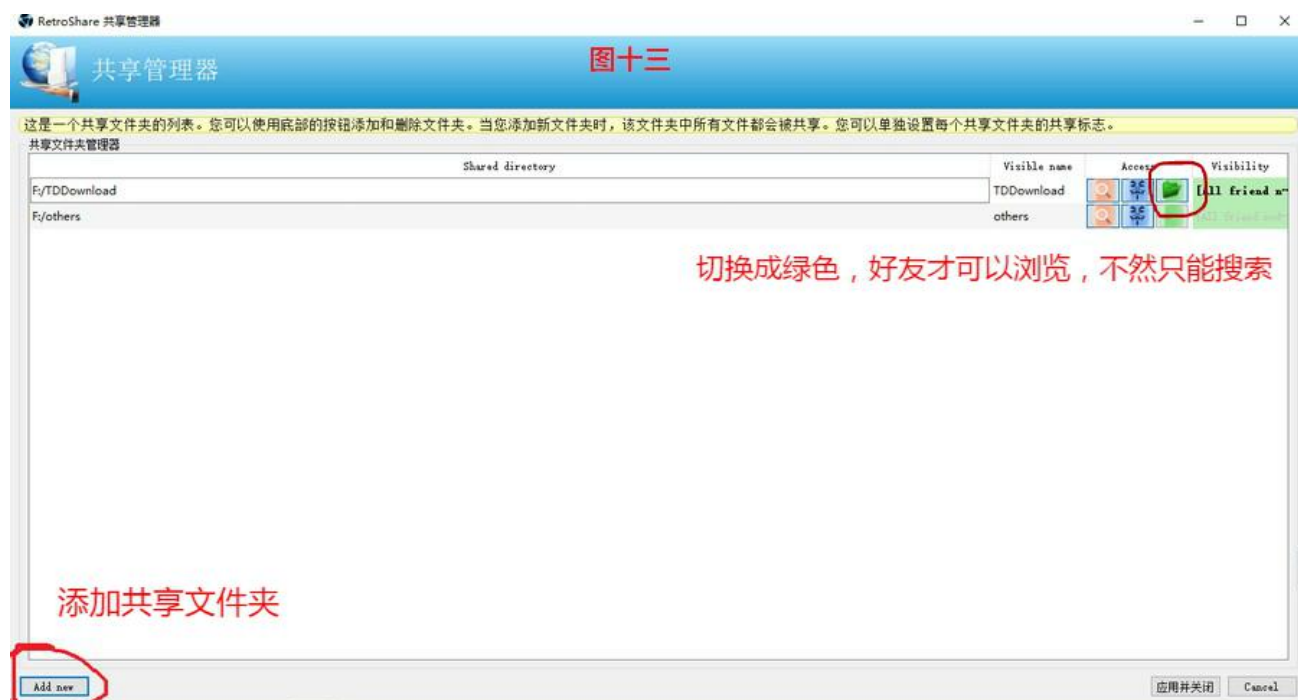 RetroShare 共享管理器
图十三
共享管理器
这是一个共享文件夹的列表。您可以使用底部的按钮添加和删除文件夹。当您添加新文件夹时，该文件夹中所有文件都会被共享。您可以单独设置每个共享文件夹的共享标志。
共享文件夹管理器
Shared directory Visible name Access Visibility
F:/TDDownload TDDownload [All friend n
F:/others others
切换成绿色，好友才可以浏览，不然只能搜索
添加共享文件夹
Add new 应用并关闭 Cancel